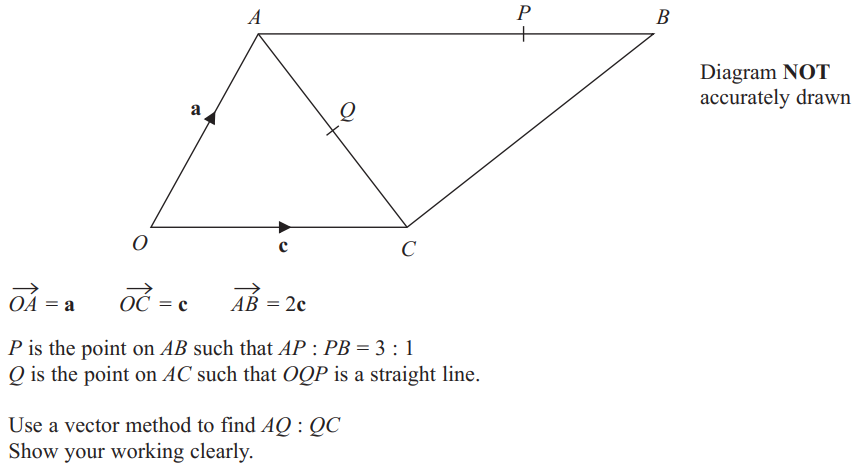 A P B
Diagram NOT
accurately drawn
a Q
O c C
OA = a OC = c AB = 2c
P is the point on AB such that AP : PB = 3 : 1
Q is the point on AC such that OQP is a straight line.
Use a vector method to find AQ : QC
Show your working clearly.